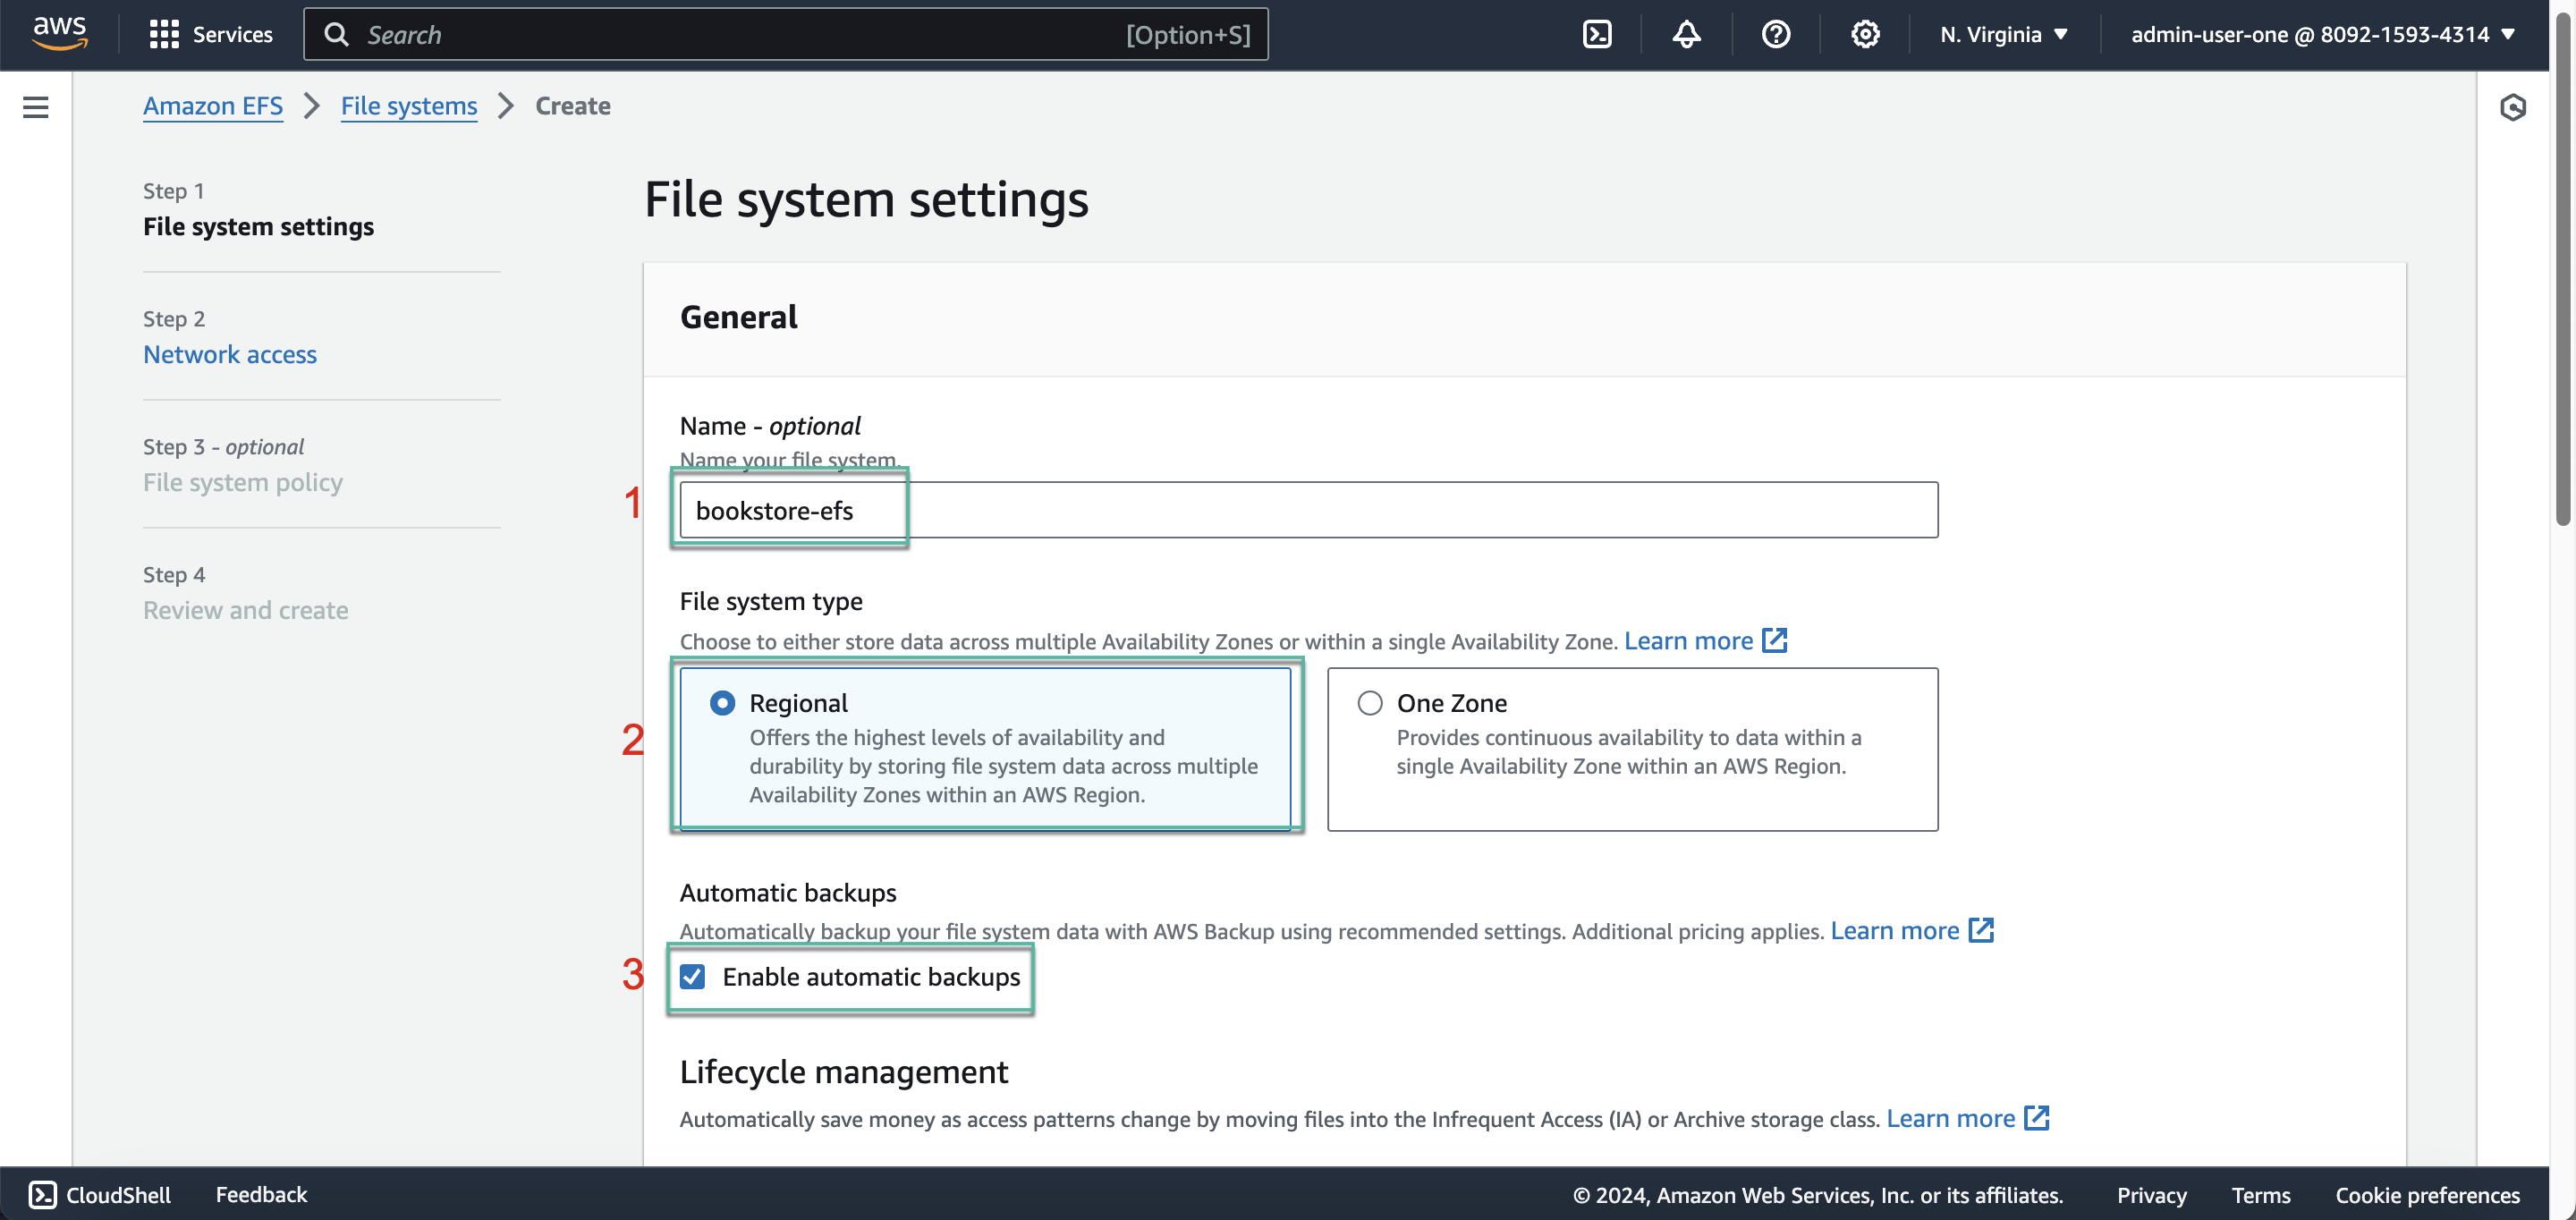 aws
Services
Search
[Option+S]
N. Virginia
admin-user-one @ 8092-1593-4314
Amazon EFS
File systems
Create
Step 1
File system settings
Step 2
Network access
Step 3 - optional
File system policy
Step 4
Review and create
File system settings
General
Name - optional
Name your file system.
1
bookstore-efs
File system type
Choose to either store data across multiple Availability Zones or within a single Availability Zone. Learn more
2
Regional
Offers the highest levels of availability and
durability by storing file system data across multiple
Availability Zones within an AWS Region.
One Zone
Provides continuous availability to data within a
single Availability Zone within an AWS Region.
Automatic backups
Automatically backup your file system data with AWS Backup using recommended settings. Additional pricing applies. Learn more
3
Enable automatic backups
Lifecycle management
Automatically save money as access patterns change by moving files into the Infrequent Access (IA) or Archive storage class. Learn more
CloudShell
Feedback
© 2024, Amazon Web Services, Inc. or its affiliates.
Privacy
Terms
Cookie preferences